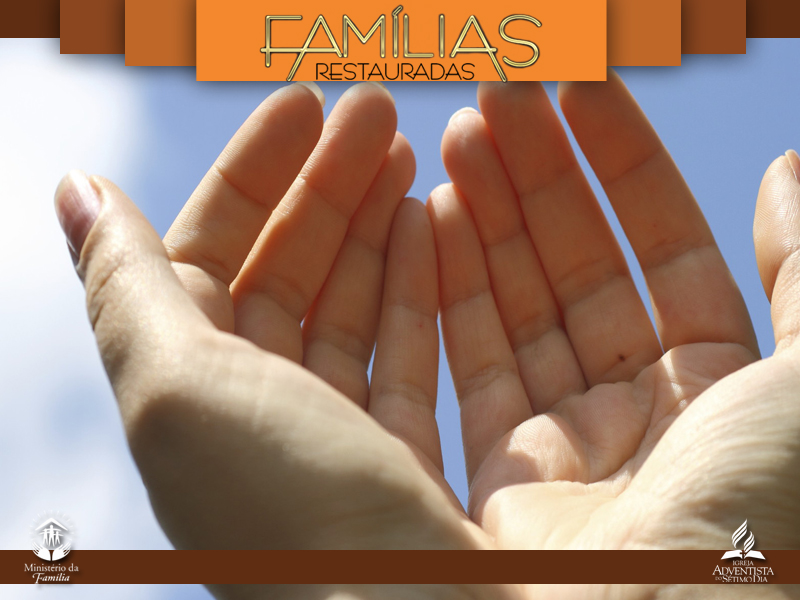 FAMÍLIAS
RESTAURADAS
Ministério da
Família
IGREJA
ADVENTISTA
DO SÉTIMO DIA